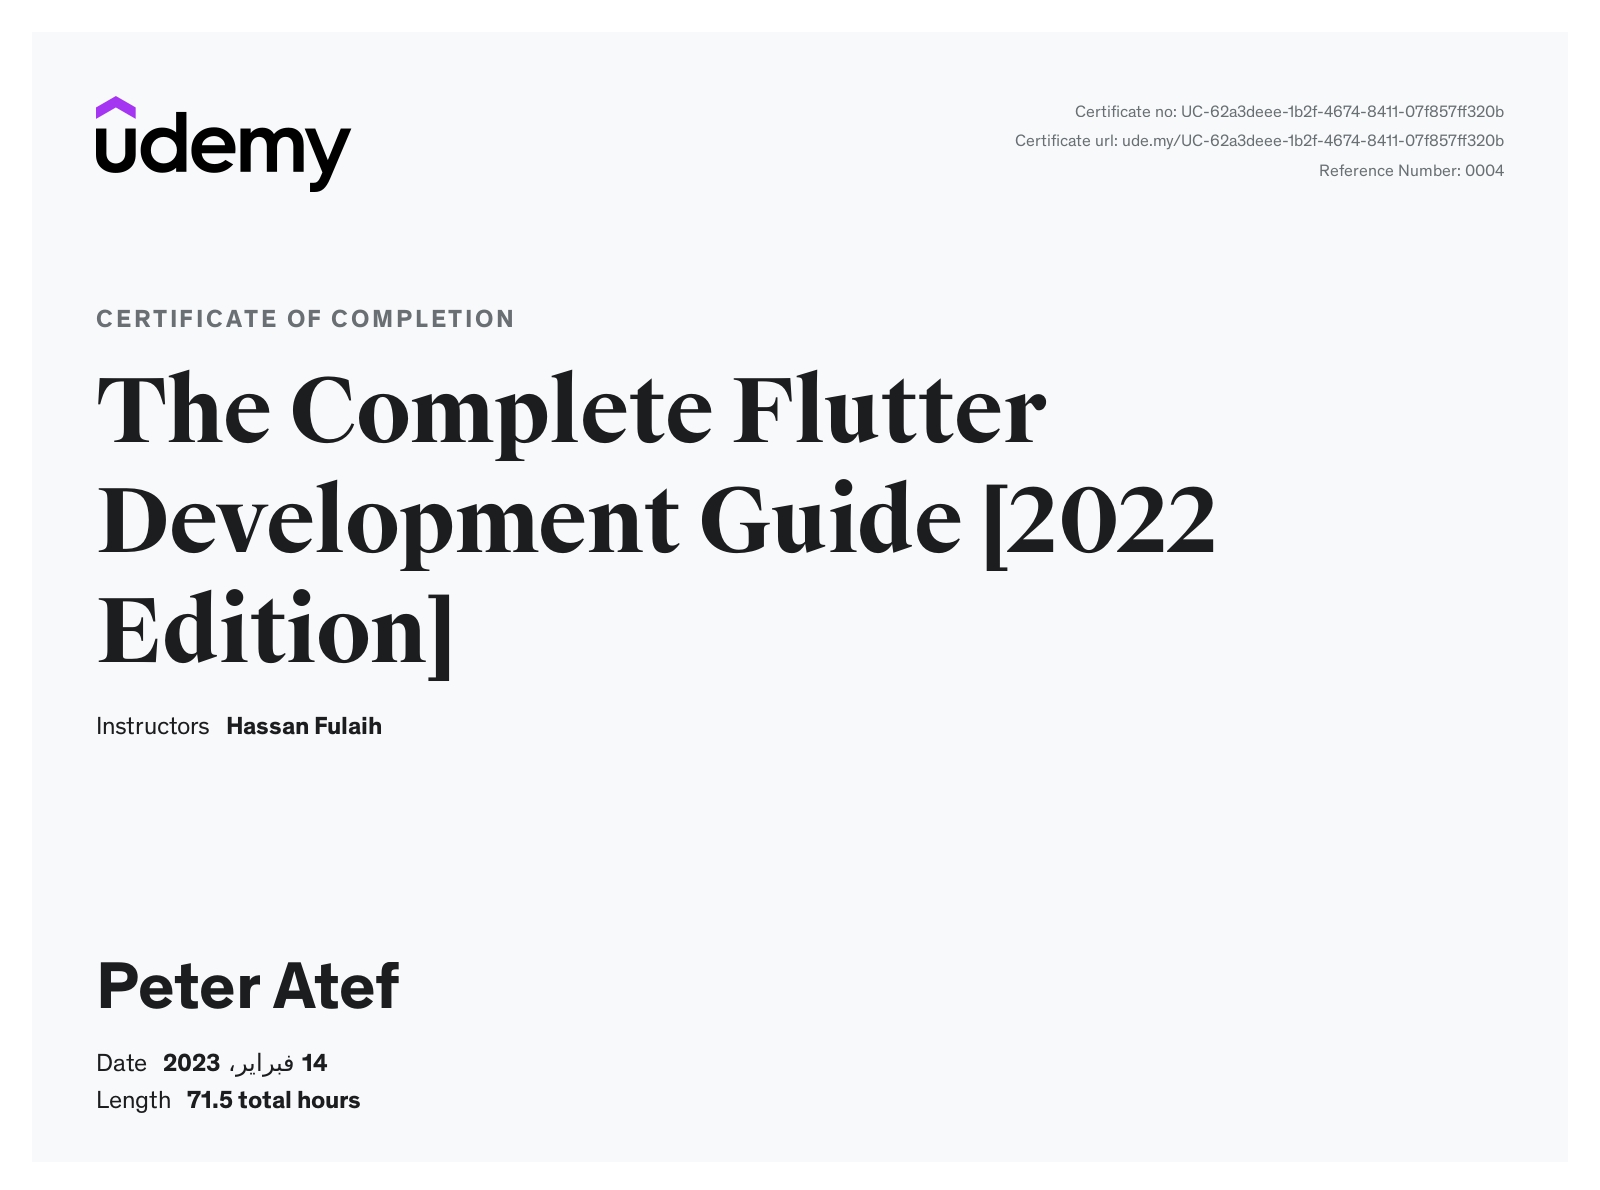 udemy
Certificate no: UC-62a3deee-1b2f-4674-8411-07f857ff320b
Certificate url: ude.my/UC-62a3deee-1b2f-4674-8411-07f857ff320b
Reference Number: 0004
CERTIFICATE OF COMPLETION
The Complete Flutter
Development Guide [2022
Edition]
Instructors Hassan Fulaih
Peter Atef
Date 14 فبراير، 2023
Length 71.5 total hours